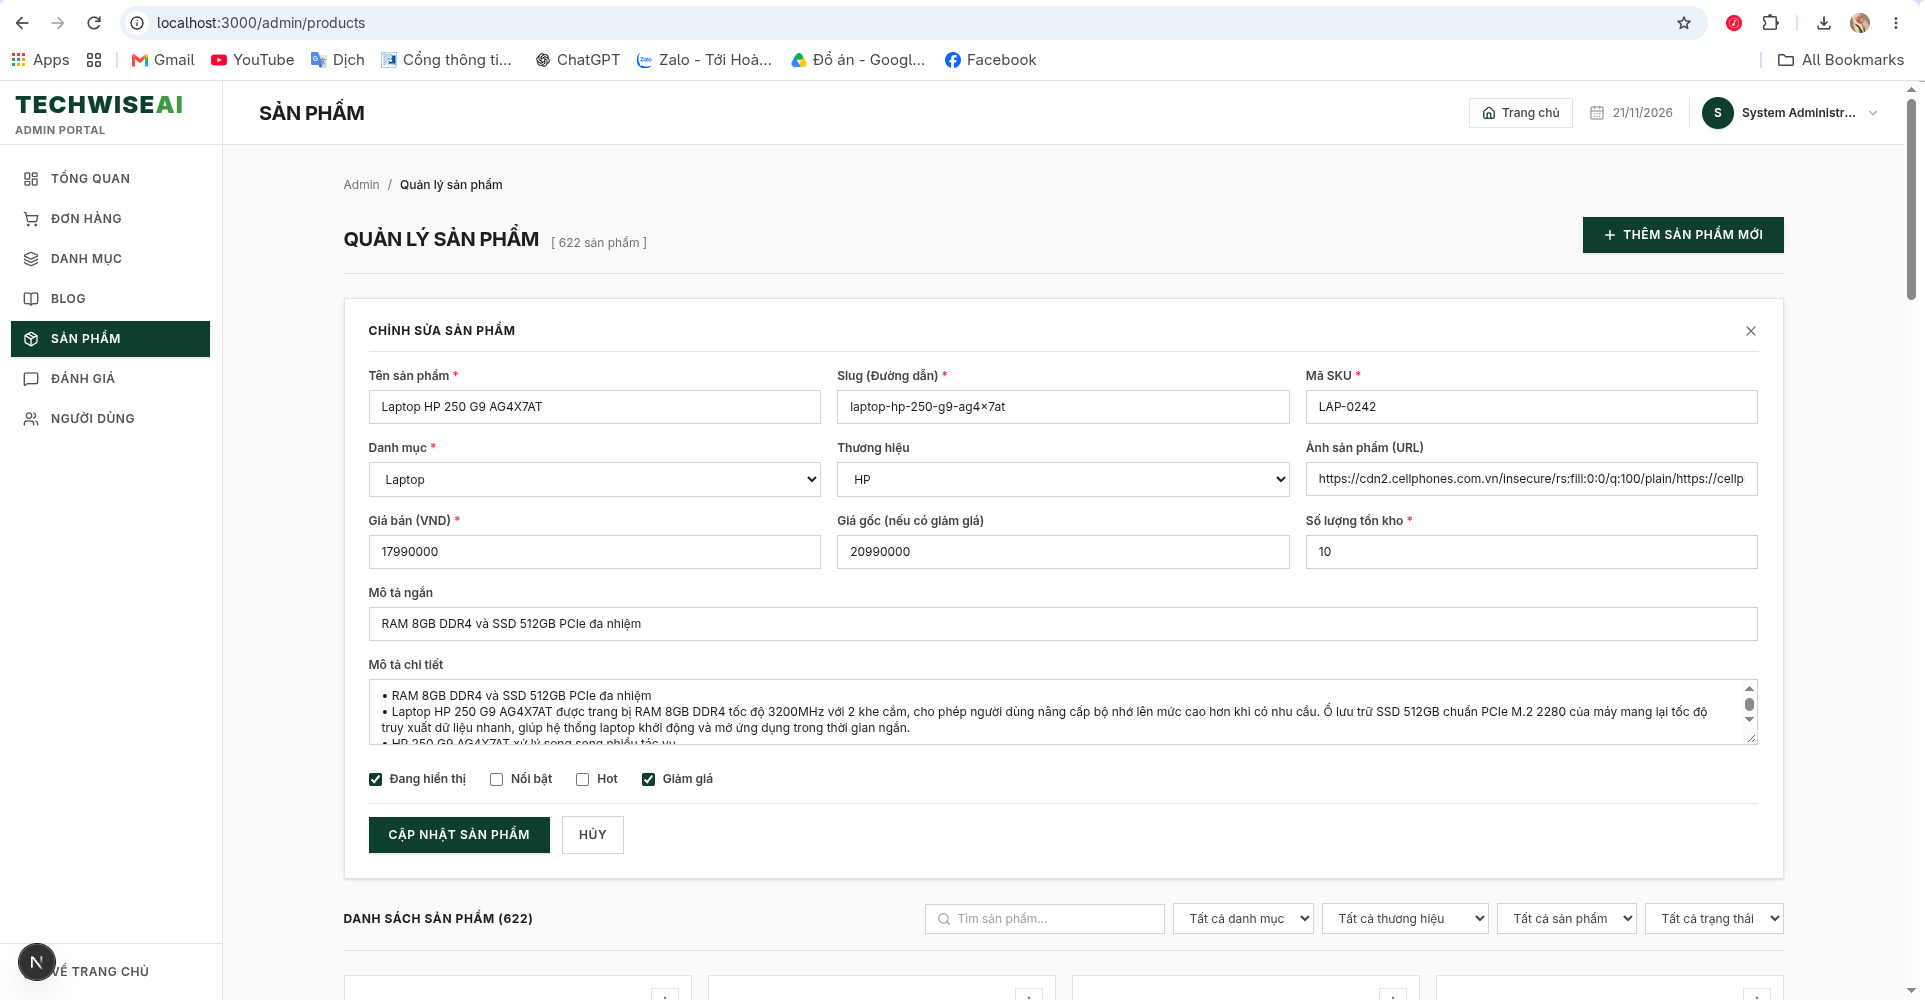 localhost:3000/admin/products
Apps
Gmail
YouTube
Dịch
Cổng thông ti...
ChatGPT
Zalo - Tới Hoà...
Đồ án - Googl...
Facebook
All Bookmarks
TECHWISEAI
ADMIN PORTAL
SẢN PHẨM
Trang chủ
21/11/2026
S
System Administr...
TỔNG QUAN
ĐƠN HÀNG
DANH MỤC
BLOG
SẢN PHẨM
ĐÁNH GIÁ
NGƯỜI DÙNG
VỀ TRANG CHỦ
N
Admin / Quản lý sản phẩm
QUẢN LÝ SẢN PHẨM [ 622 sản phẩm ]
+ THÊM SẢN PHẨM MỚI
CHỈNH SỬA SẢN PHẨM
Tên sản phẩm *
Slug (Đường dẫn) *
Mã SKU *
Laptop HP 250 G9 AG4X7AT
laptop-hp-250-g9-ag4x7at
LAP-0242
Danh mục *
Thương hiệu
Ảnh sản phẩm (URL)
Laptop
HP
https://cdn2.cellphones.com.vn/insecure/rs:fill:0:0/q:100/plain/https://cellp
Giá bán (VND) *
Giá gốc (nếu có giảm giá)
Số lượng tồn kho *
17990000
20990000
10
Mô tả ngắn
RAM 8GB DDR4 và SSD 512GB PCIe đa nhiệm
Mô tả chi tiết
• RAM 8GB DDR4 và SSD 512GB PCIe đa nhiệm
• Laptop HP 250 G9 AG4X7AT được trang bị RAM 8GB DDR4 tốc độ 3200MHz với 2 khe cắm, cho phép người dùng nâng cấp bộ nhớ lên mức cao hơn khi có nhu cầu. Ổ lưu trữ SSD 512GB chuẩn PCIe M.2 2280 của máy mang lại tốc độ
truy xuất dữ liệu nhanh, giúp hệ thống laptop khởi động và mở ứng dụng trong thời gian ngắn.
• HP 250 G9 AG4X7AT xử lý song song nhiều tác vụ
Đang hiển thị
Nổi bật
Hot
Giảm giá
CẬP NHẬT SẢN PHẨM
HỦY
DANH SÁCH SẢN PHẨM (622)
Tìm sản phẩm...
Tất cả danh mục
Tất cả thương hiệu
Tất cả sản phẩm
Tất cả trạng thái